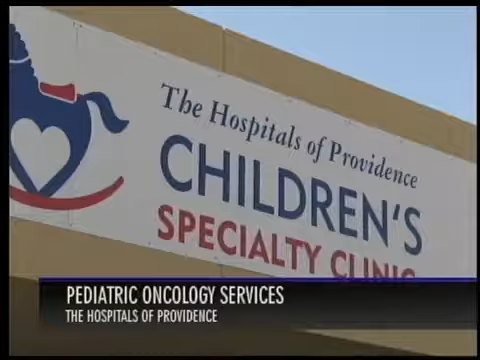 The Hospitals of Providence
CHILDREN'S
SPECIALTY CLINIC
PEDIATRIC ONCOLOGY SERVICES
THE HOSPITALS OF PROVIDENCE